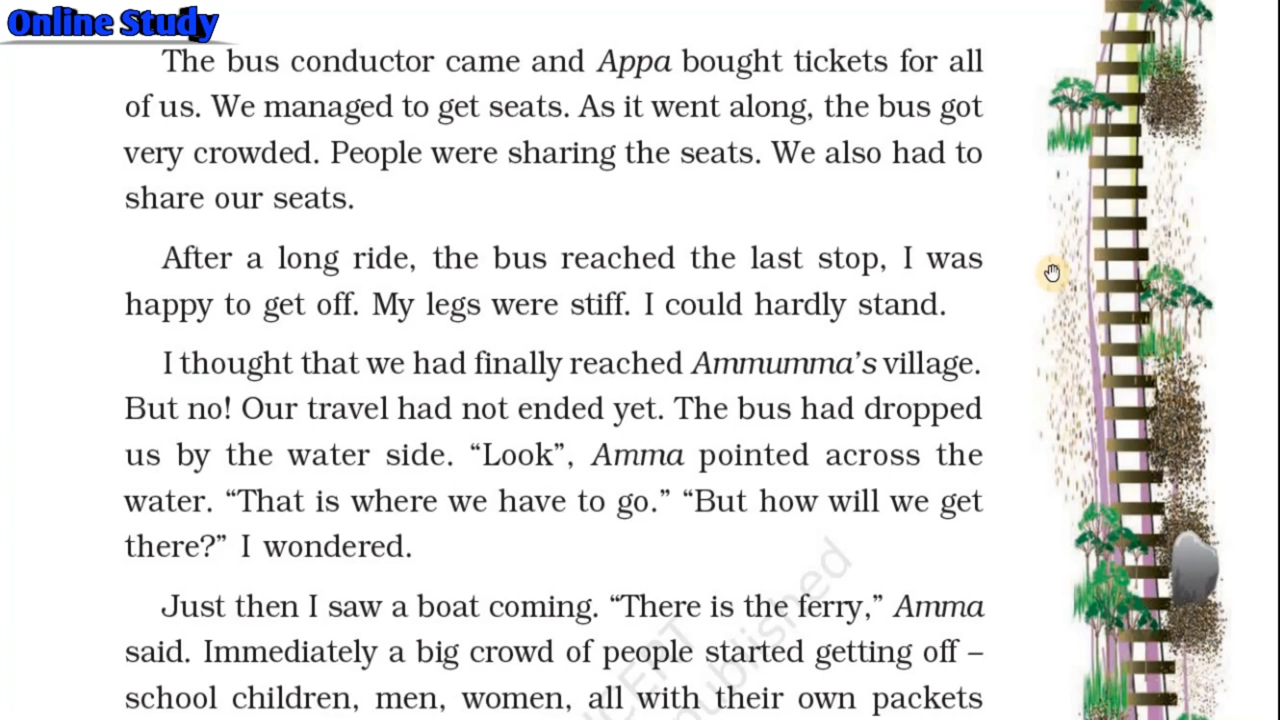 Online Study
The bus conductor came and Appa bought tickets for all
of us. We managed to get seats. As it went along, the bus got
very crowded. People were sharing the seats. We also had to
share our seats.
After a long ride, the bus reached the last stop, I was
happy to get off. My legs were stiff. I could hardly stand.
I thought that we had finally reached Ammumma’s village.
But no! Our travel had not ended yet. The bus had dropped
us by the water side. “Look”, Amma pointed across the
water. “That is where we have to go.” “But how will we get
there?” I wondered.
Just then I saw a boat coming. “There is the ferry,” Amma
said. Immediately a big crowd of people started getting off –
school children, men, women, all with their own packets